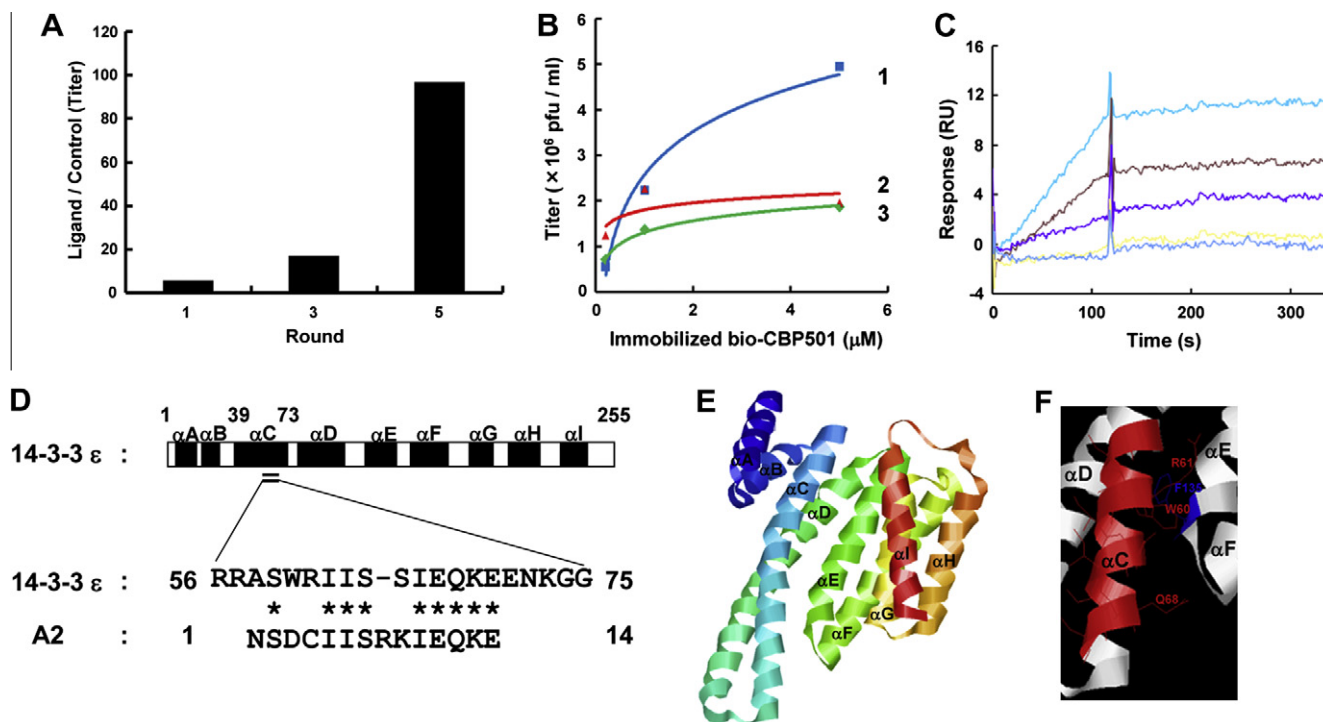 A
Ligand / Control (Titer)
120
100
80
60
40
20
0
1 3 5
Round
B
Titer ( × 10⁶ pfu / ml)
6
5
4
3
2
1
0
0 2 4 6
Immobilized bio-CBP501 (μM)
1
2
3
C
Response (RU)
16
12
8
4
0
-4
0 100 200 300
Time (s)
D
1 39 73 255
αA αB αC αD αE αF αG αH αI
14-3-3 ε :
14-3-3 ε : 56 RRASWRIIS-SIEQKEENKGG 75
* *** *****
A2 : 1 NSDCIISRKIEQKE 14
E
αA
αB
αC
αD
αE
αF
αG
αI
αH
F
αD
αE
R61
F135
W60
αC
αF
Q68